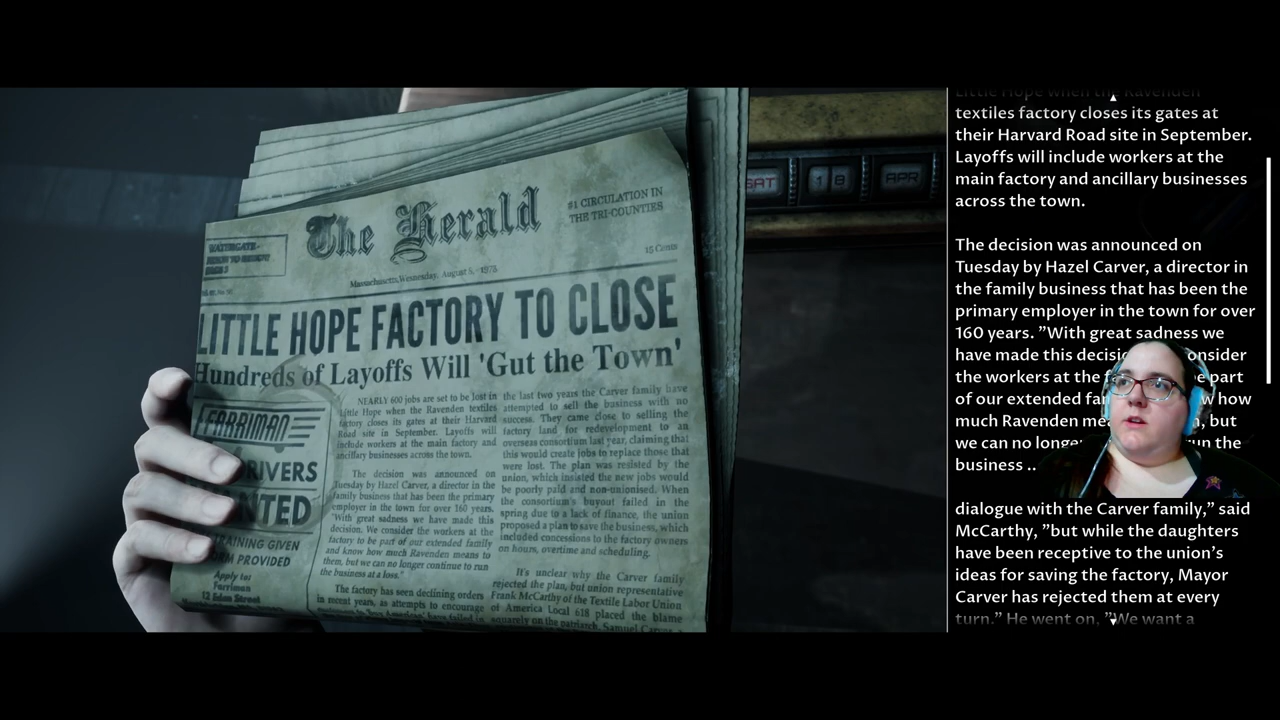 WATERGATE -
PAGE 3
The Herald
#1 CIRCULATION IN
THE TRI-COUNTIES
15 Cents
Massachusetts, Wednesday, August 5, 1975
LITTLE HOPE FACTORY TO CLOSE
Hundreds of Layoffs Will 'Gut the Town'
FERRIMAN
DRIVERS
WANTED
TRAINING GIVEN
PROVIDED
Apply to:
Ferriman
12 Eden Street
NEARLY 600 jobs are set to be lost in
Little Hope when the Ravenden textiles
factory closes its gates at their Harvard
Road site in September. Layoffs will
include workers at the main factory and
ancillary businesses across the town.
The decision was announced on
Tuesday by Hazel Carver, a director in the
family business that has been the primary
employer in the town for over 160 years.
"With great sadness we have made this
decision. We consider the workers at the
factory to be part of our extended family
and know how much Ravenden means to
them, but we can no longer continue to run
the business at a loss."
The factory has seen declining orders
in recent years, as attempts to encourage
the last two years the Carver family have
attempted to sell the business with no
success. They came close to selling the
factory land for redevelopment to an
overseas consortium last year, claiming that
this would create jobs to replace those that
were lost. The plan was resisted by the
union, which insisted the new jobs would
be poorly paid and non-unionised. When
the consortium's buyout failed in the
spring due to a lack of finance, the union
proposed a plan to save the business, which
included concessions to the factory owners
on hours, overtime and scheduling.
It's unclear why the Carver family
rejected the plan, but union representative
Frank McCarthy of the Textile Labor Union
of America Local 618 placed the blame
squarely on the patriarch, Samuel Carver
SAT 18 APR
Little Hope when the Ravenden
textiles factory closes its gates at
their Harvard Road site in September.
Layoffs will include workers at the
main factory and ancillary businesses
across the town.
The decision was announced on
Tuesday by Hazel Carver, a director in
the family business that has been the
primary employer in the town for over
160 years. "With great sadness we
have made this onsider
the workers at the part
of our extended how
much Ravenden but
we can no longer run the
business ..
dialogue with the Carver family," said
McCarthy, "but while the daughters
have been receptive to the union's
ideas for saving the factory, Mayor
Carver has rejected them at every
turn." He went on, "We want a